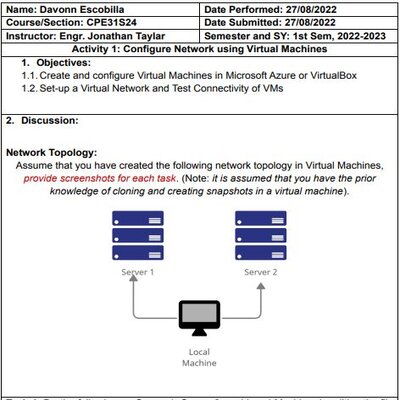 Name: Davonn Escobilla Date Performed: 27/08/2022
Course/Section: CPE31S24 Date Submitted: 27/08/2022
Instructor: Engr. Jonathan Taylar Semester and SY: 1st Sem, 2022-2023
Activity 1: Configure Network using Virtual Machines
1. Objectives:
1.1. Create and configure Virtual Machines in Microsoft Azure or VirtualBox
1.2. Set-up a Virtual Network and Test Connectivity of VMs
2. Discussion:
Network Topology:
Assume that you have created the following network topology in Virtual Machines,
provide screenshots for each task. (Note: it is assumed that you have the prior
knowledge of cloning and creating snapshots in a virtual machine).
Server 1 Server 2
Local
Machine